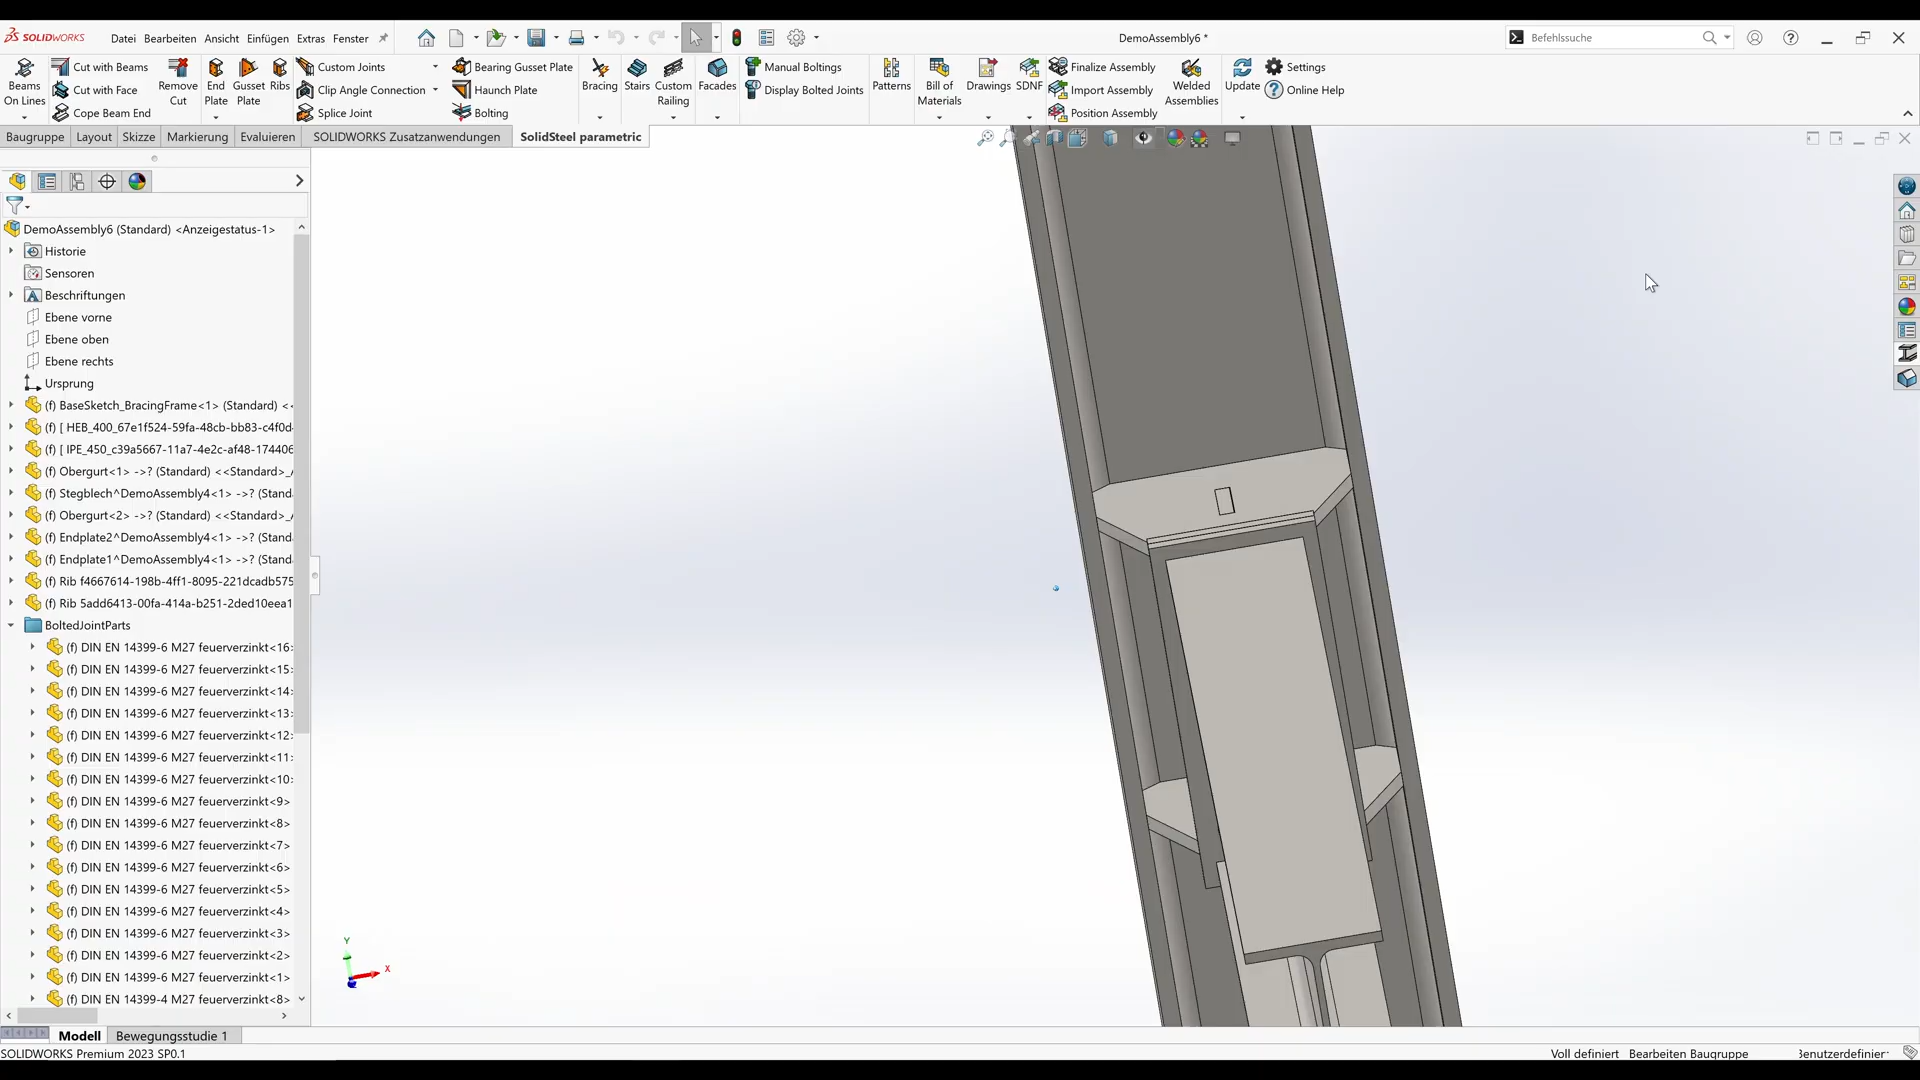 SOLIDWORKS Datei Bearbeiten Ansicht Einfügen Extras Fenster DemoAssembly6 * Befehlssuche
Beams On Lines
Cut with Beams
Cut with Face
Cope Beam End
Remove Cut
End Plate
Gusset Plate
Ribs
Custom Joints
Clip Angle Connection
Splice Joint
Bearing Gusset Plate
Haunch Plate
Bolting
Bracing
Stairs
Custom Railing
Facades
Manual Boltings
Display Bolted Joints
Patterns
Bill of Materials
Drawings
SDNF
Finalize Assembly
Import Assembly
Position Assembly
Welded Assemblies
Update
Settings
Online Help
Baugruppe Layout Skizze Markierung Evaluieren SOLIDWORKS Zusatzanwendungen SolidSteel parametric
DemoAssembly6 (Standard) <Anzeigestatus-1>
Historie
Sensoren
Beschriftungen
Ebene vorne
Ebene oben
Ebene rechts
Ursprung
(f) BaseSketch_BracingFrame<1> (Standard) <
(f) [ HEB_400_67e1f524-59fa-48cb-bb83-c4f0d
(f) [ IPE_450_c39a5667-11a7-4e2c-af48-174406
(f) Obergurt<1> ->? (Standard) <<Standard>_
(f) Stegblech^DemoAssembly4<1> ->? (Stand
(f) Obergurt<2> ->? (Standard) <<Standard>_
(f) Endplate2^DemoAssembly4<1> ->? (Stand
(f) Endplate1^DemoAssembly4<1> ->? (Stand
(f) Rib f4667614-198b-4ff1-8095-221dcadb575
(f) Rib 5add6413-00fa-414a-b251-2ded10eea1
BoltedJointParts
(f) DIN EN 14399-6 M27 feuerverzinkt<16>
(f) DIN EN 14399-6 M27 feuerverzinkt<15>
(f) DIN EN 14399-6 M27 feuerverzinkt<14>
(f) DIN EN 14399-6 M27 feuerverzinkt<13>
(f) DIN EN 14399-6 M27 feuerverzinkt<12>
(f) DIN EN 14399-6 M27 feuerverzinkt<11>
(f) DIN EN 14399-6 M27 feuerverzinkt<10>
(f) DIN EN 14399-6 M27 feuerverzinkt<9>
(f) DIN EN 14399-6 M27 feuerverzinkt<8>
(f) DIN EN 14399-6 M27 feuerverzinkt<7>
(f) DIN EN 14399-6 M27 feuerverzinkt<6>
(f) DIN EN 14399-6 M27 feuerverzinkt<5>
(f) DIN EN 14399-6 M27 feuerverzinkt<4>
(f) DIN EN 14399-6 M27 feuerverzinkt<3>
(f) DIN EN 14399-6 M27 feuerverzinkt<2>
(f) DIN EN 14399-6 M27 feuerverzinkt<1>
(f) DIN EN 14399-4 M27 feuerverzinkt<8>
Y
X
Modell Bewegungsstudie 1
SOLIDWORKS Premium 2023 SP0.1 Voll definiert Bearbeiten Baugruppe 3enutzerdefinier